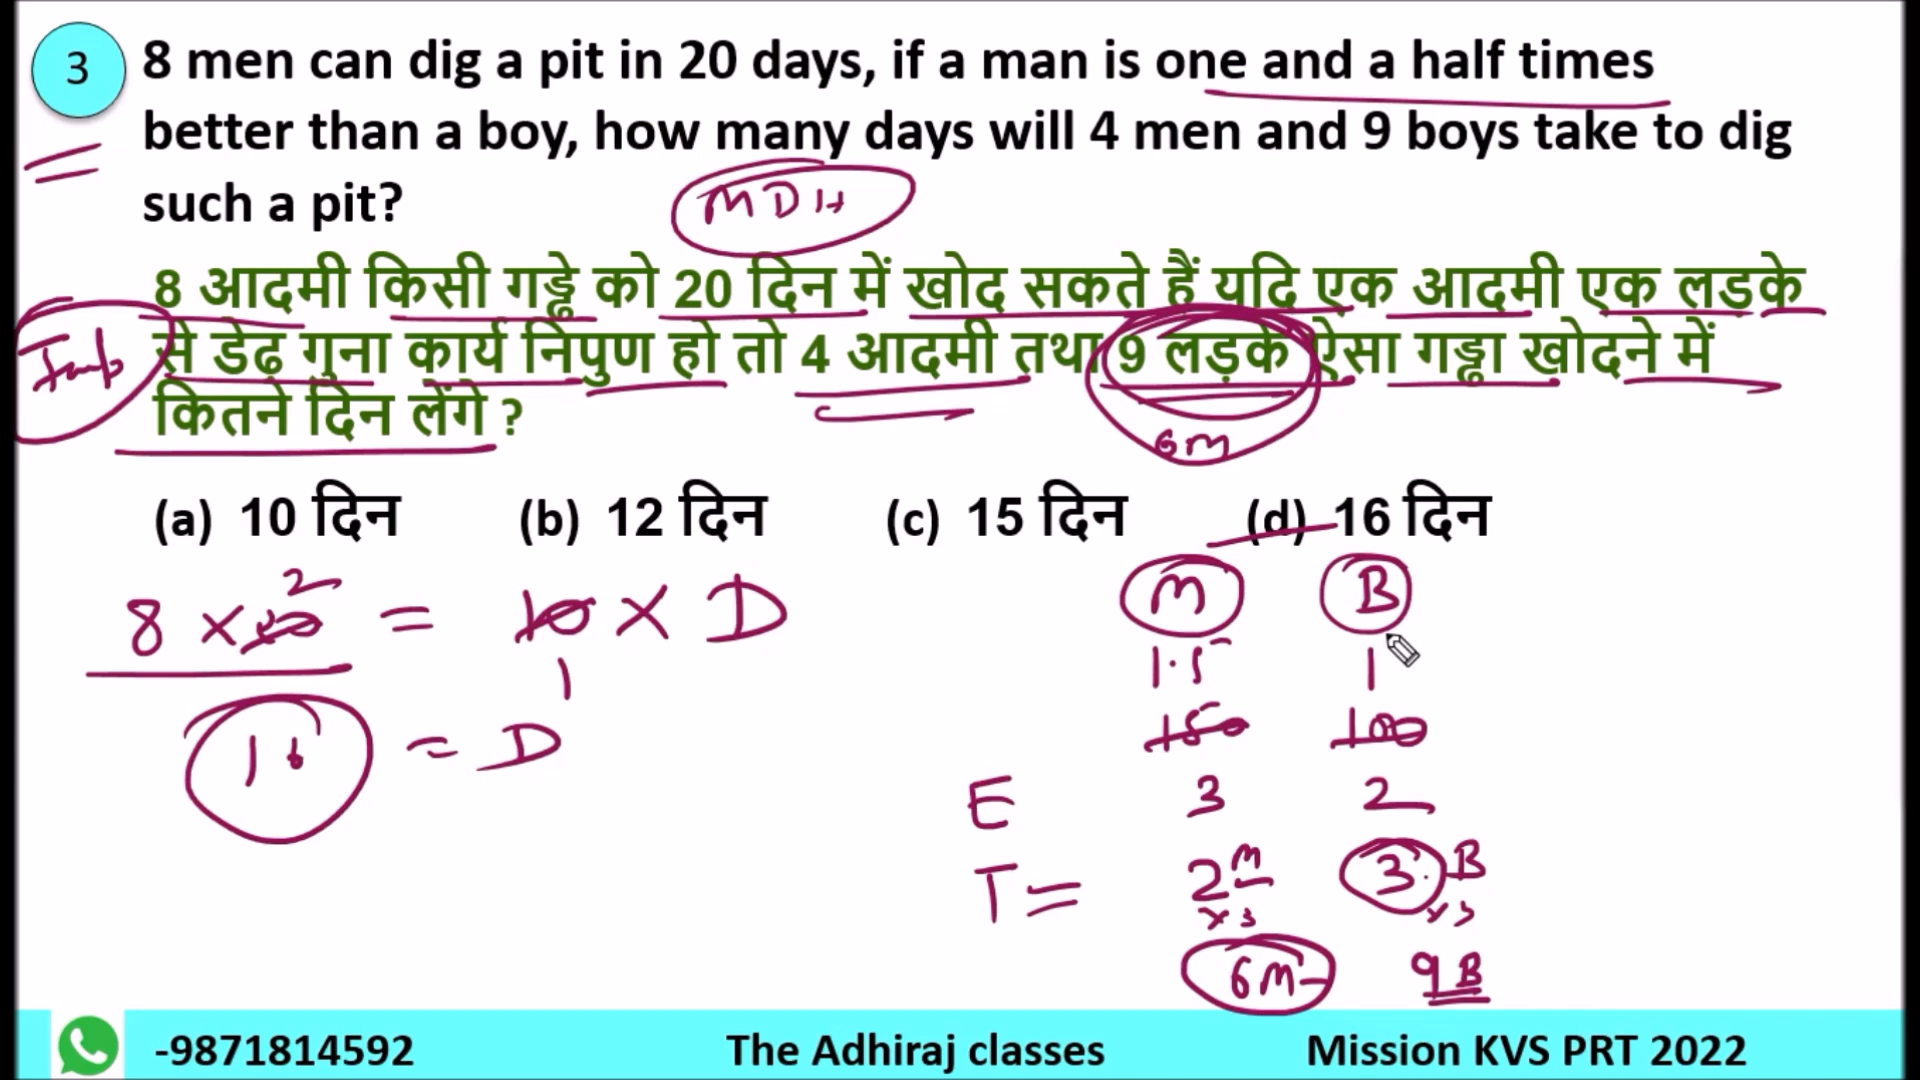 3
8 men can dig a pit in 20 days, if a man is one and a half times
better than a boy, how many days will 4 men and 9 boys take to dig
such a pit?
MDH
8 आदमी किसी गड्ढे को 20 दिन में खोद सकते हैं यदि एक आदमी एक लड़के
Imp
से डेढ़ गुना कार्य निपुण हो तो 4 आदमी तथा 9 लड़के ऐसा गड्ढा खोदने में
कितने दिन लेंगे ?
6M
(a) 10 दिन (b) 12 दिन (c) 15 दिन (d) 16 दिन
M B
2
8 × 20 = 10 × D
1
1.5 1
16 = D
150 100
E 3 2
T = 2M 3B
×3 ×3
6M 9B
-9871814592 The Adhiraj classes Mission KVS PRT 2022